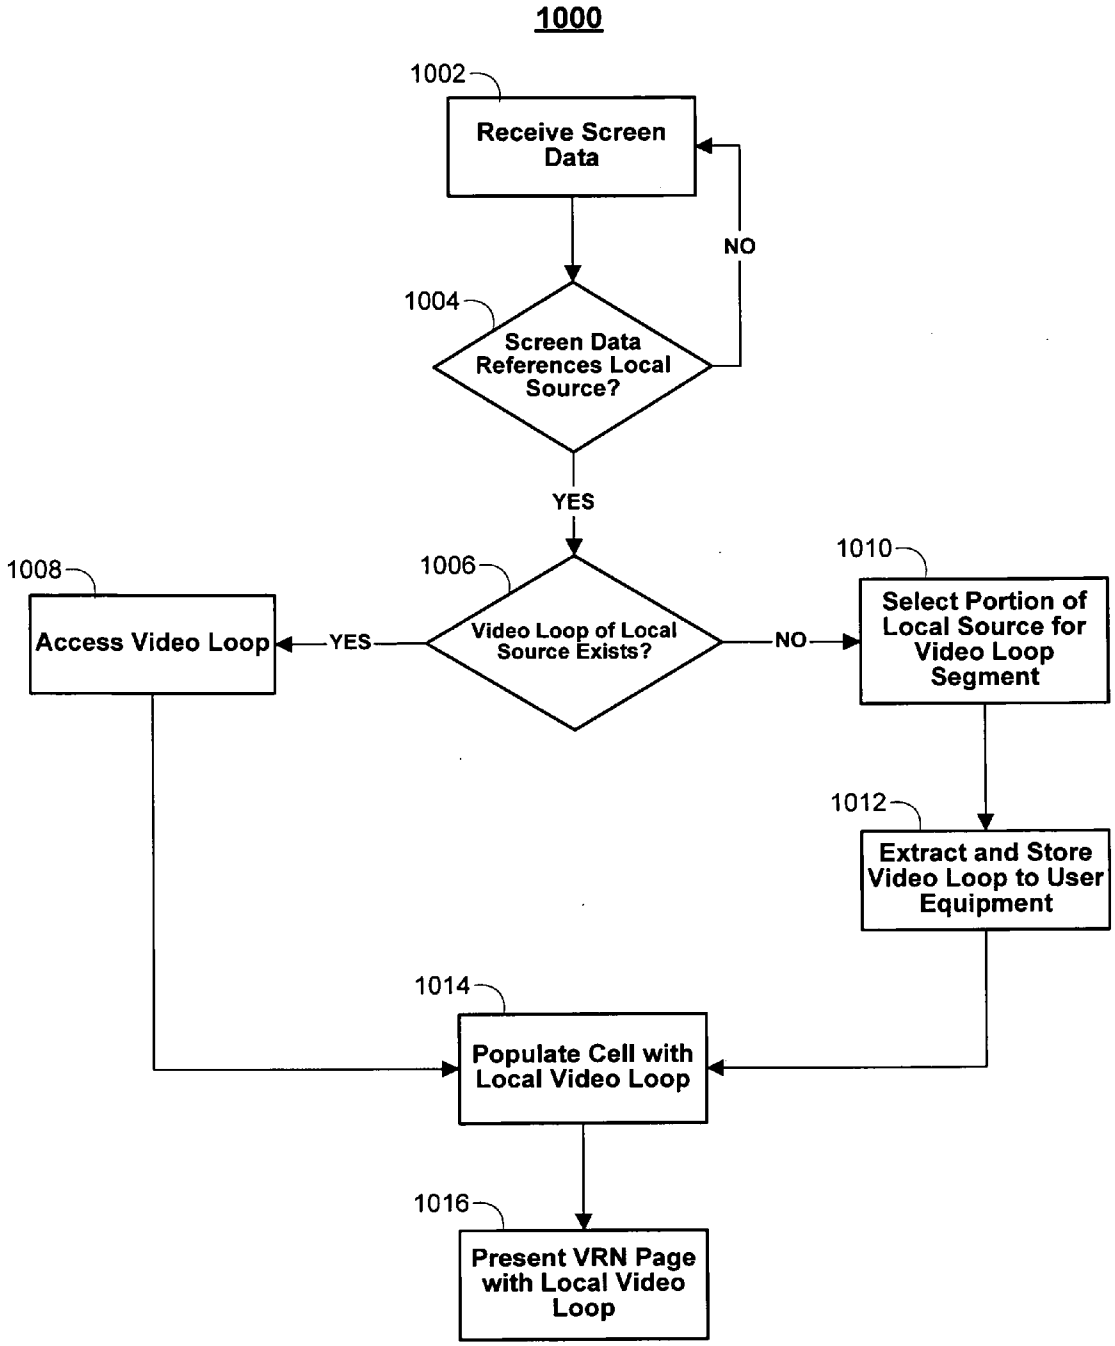 1000
1002
Receive Screen
Data
NO
1004
Screen Data
References Local
Source?
YES
1006
Video Loop of Local
Source Exists?
YES
NO
1008
Access Video Loop
1010
Select Portion of
Local Source for
Video Loop
Segment
1012
Extract and Store
Video Loop to User
Equipment
1014
Populate Cell with
Local Video Loop
1016
Present VRN Page
with Local Video
Loop